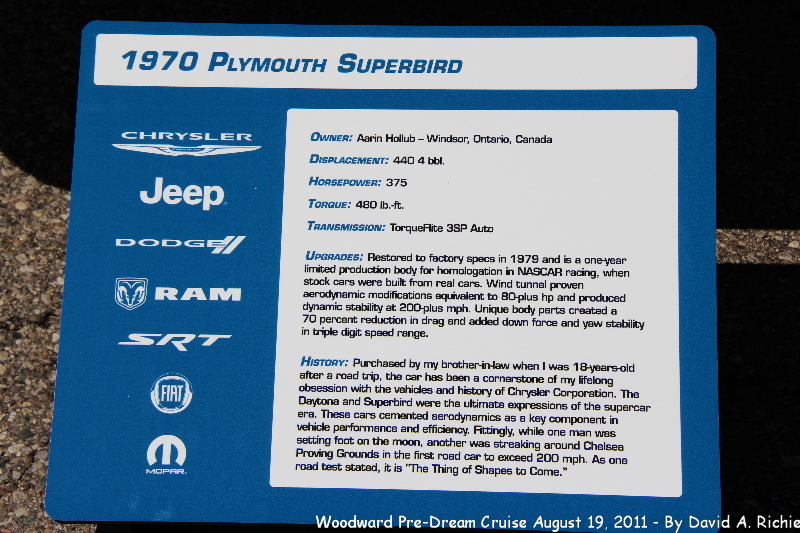 1970 PLYMOUTH SUPERBIRD
CHRYSLER
Jeep
DODGE
RAM
SRT
FIAT
MOPAR
OWNER: Aarin Hollub – Windsor, Ontario, Canada
DISPLACEMENT: 440 4 bbl.
HORSEPOWER: 375
TORQUE: 480 lb.-ft.
TRANSMISSION: TorqueFlite 3SP Auto
UPGRADES: Restored to factory specs in 1979 and is a one-year
limited production body for homologation in NASCAR racing, when
stock cars were built from real cars. Wind tunnel proven
aerodynamic modifications equivalent to 80-plus hp and produced
dynamic stability at 200-plus mph. Unique body parts created a
70 percent reduction in drag and added down force and yaw stability
in triple digit speed range.
HISTORY: Purchased by my brother-in-law when I was 18-years-old
after a road trip, the car has been a cornerstone of my lifelong
obsession with the vehicles and history of Chrysler Corporation. The
Daytona and Superbird were the ultimate expressions of the supercar
era. These cars cemented aerodynamics as a key component in
vehicle performance and efficiency. Fittingly, while one man was
setting foot on the moon, another was streaking around Chelsea
Proving Grounds in the first road car to exceed 200 mph. As one
road test stated, it is "The Thing of Shapes to Come."
Woodward Pre-Dream Cruise August 19, 2011 - By David A. Richie